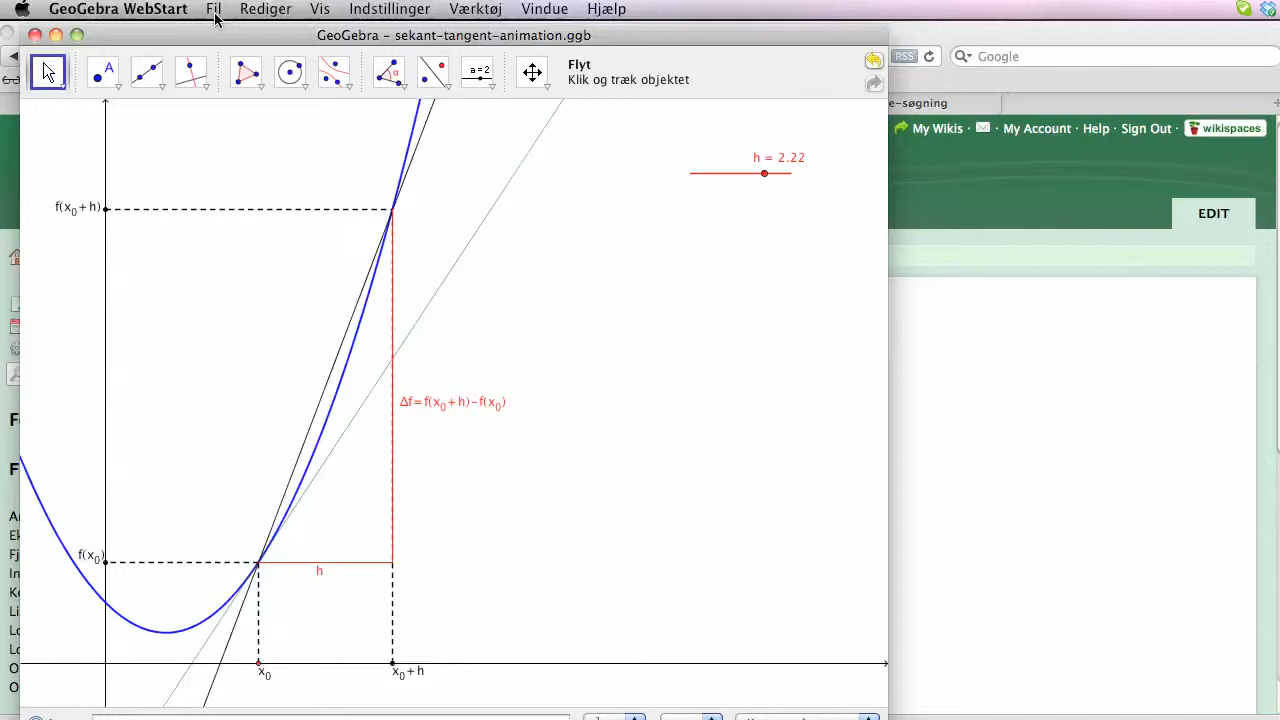 GeoGebra WebStart Fil Rediger Vis Indstillinger Værktøj Vindue Hjælp
GeoGebra – sekant-tangent-animation.ggb
A
α
a = 2
Flyt
Klik og træk objektet
RSS
Google
e-søgning
My Wikis · My Account · Help · Sign Out · wikispaces
EDIT
h = 2.22
f(x₀+h)
Δf=f(x₀+h)–f(x₀)
f(x₀)
h
x₀
x₀+h